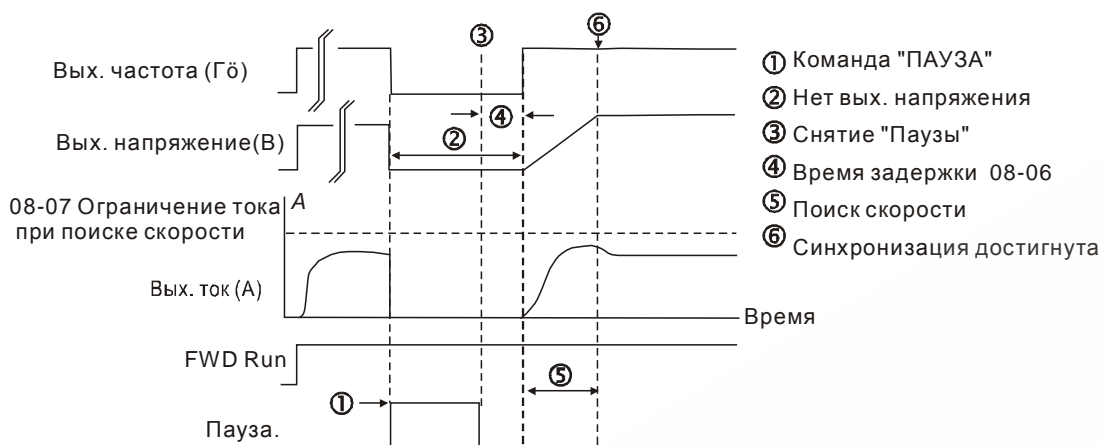 Вых. частота (Гö)
Вых. напряжение(В)
08-07 Ограничение тока
при поиске скорости
A
Вых. ток (А)
Время
FWD Run
Пауза.
③
⑥
④
②
①
⑤
① Команда "ПАУЗА"
② Нет вых. напряжения
③ Снятие "Паузы"
④ Время задержки 08-06
⑤ Поиск скорости
⑥ Синхронизация достигнута